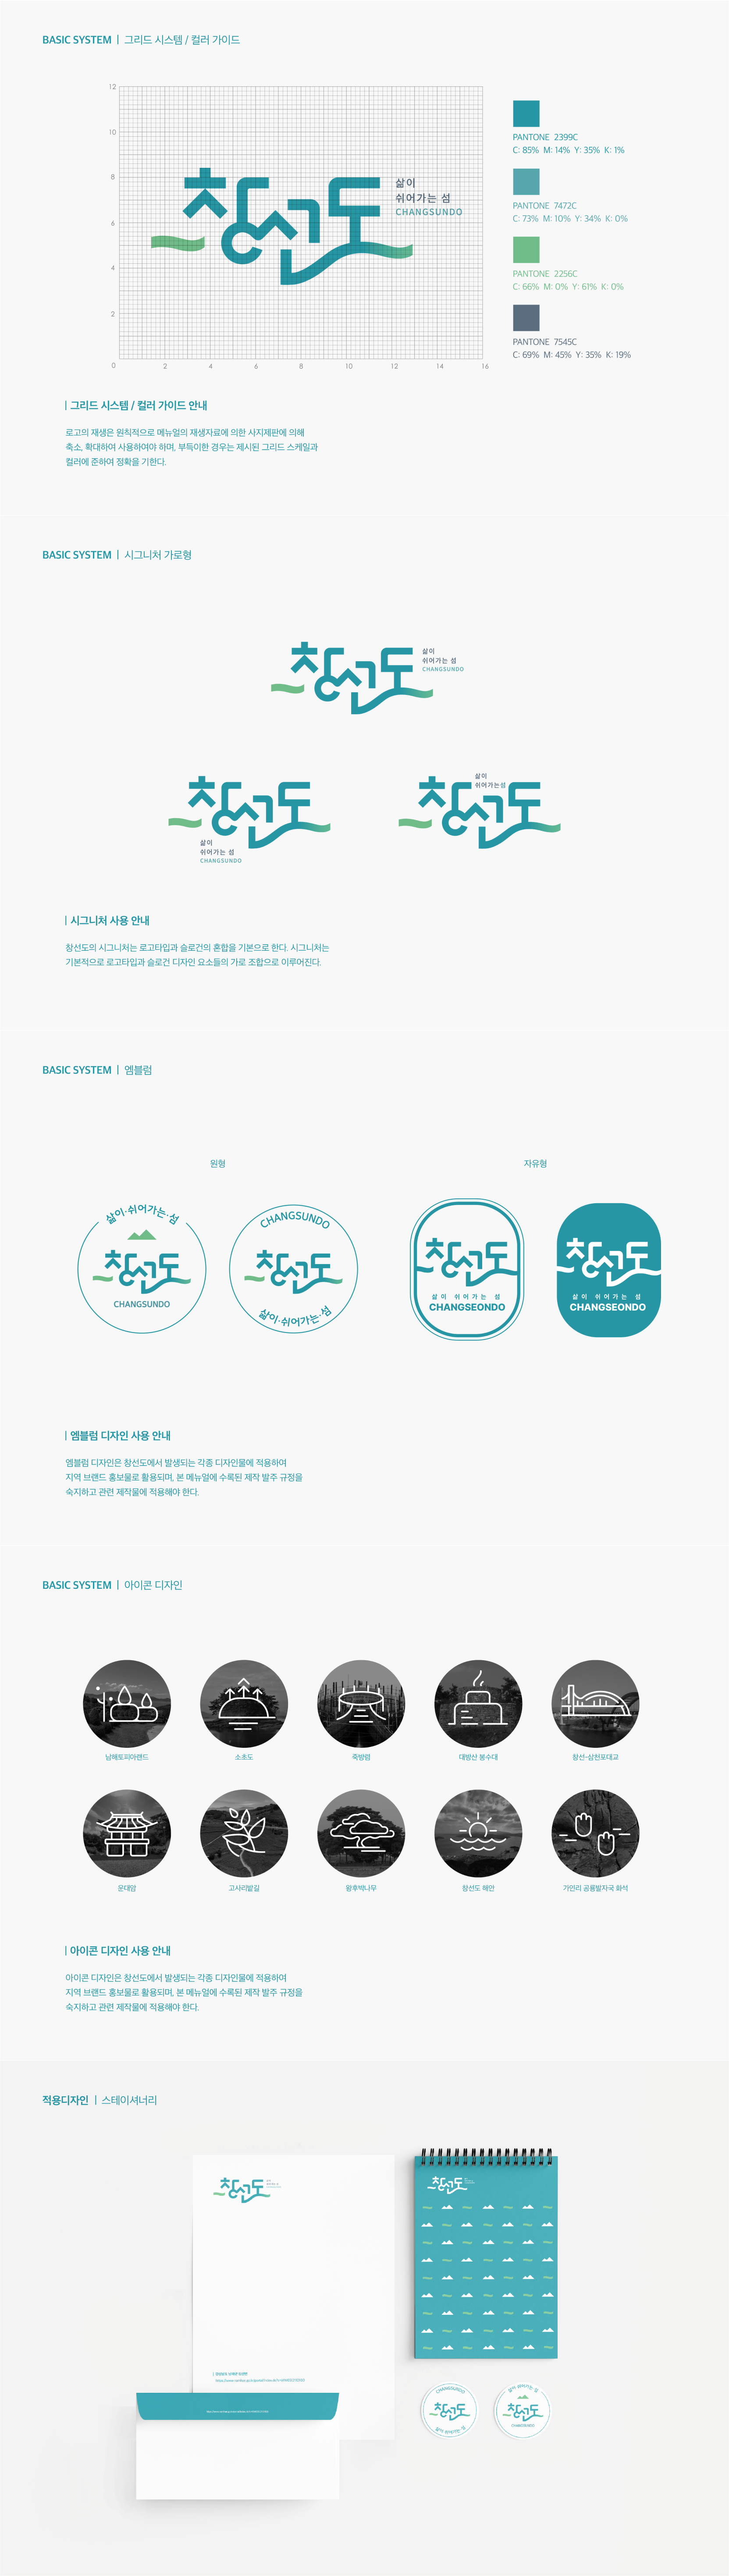 BASIC SYSTEM | 그리드 시스템 / 컬러 가이드
12
10
8
6
4
2
0
2
4
6
8
10
12
14
16
창선도
삶이
쉬어가는 섬
CHANGSUNDO
PANTONE 2399C
C: 85% M: 14% Y: 35% K: 1%
PANTONE 7472C
C: 73% M: 10% Y: 34% K: 0%
PANTONE 2256C
C: 66% M: 0% Y: 61% K: 0%
PANTONE 7545C
C: 69% M: 45% Y: 35% K: 19%
| 그리드 시스템 / 컬러 가이드 안내
로고의 재생은 원칙적으로 메뉴얼의 재생자료에 의한 사지제판에 의해
축소, 확대하여 사용하여야 하며, 부득이한 경우는 제시된 그리드 스케일과
컬러에 준하여 정확을 기한다.
BASIC SYSTEM | 시그니처 가로형
창선도
삶이
쉬어가는 섬
CHANGSUNDO
창선도
삶이
쉬어가는 섬
CHANGSUNDO
창선도
삶이
쉬어가는섬
| 시그니처 사용 안내
창선도의 시그니처는 로고타입과 슬로건의 혼합을 기본으로 한다. 시그니처는
기본적으로 로고타입과 슬로건 디자인 요소들의 가로 조합으로 이루어진다.
BASIC SYSTEM | 엠블럼
원형
자유형
삶이·쉬어가는·섬
창선도
CHANGSUNDO
CHANGSUNDO
창선도
삶이·쉬어가는·섬
창선도
삶이 쉬어가는 섬
CHANGSEONDO
창선도
삶이 쉬어가는 섬
CHANGSEONDO
| 엠블럼 디자인 사용 안내
엠블럼 디자인은 창선도에서 발생되는 각종 디자인물에 적용하여
지역 브랜드 홍보물로 활용되며, 본 메뉴얼에 수록된 제작 발주 규정을
숙지하고 관련 제작물에 적용해야 한다.
BASIC SYSTEM | 아이콘 디자인
남해토피아랜드
소초도
죽방렴
대방산 봉수대
창선-삼천포대교
운대암
고사리밭길
왕후박나무
창선도 해안
가인리 공룡발자국 화석
| 아이콘 디자인 사용 안내
아이콘 디자인은 창선도에서 발생되는 각종 디자인물에 적용하여
지역 브랜드 홍보물로 활용되며, 본 메뉴얼에 수록된 제작 발주 규정을
숙지하고 관련 제작물에 적용해야 한다.
적용디자인 | 스테이셔너리
창선도
창선도
CHANGSUNDO
창선도
삶이·쉬어가는·섬
삶이·쉬어가는·섬
창선도
CHANGSUNDO